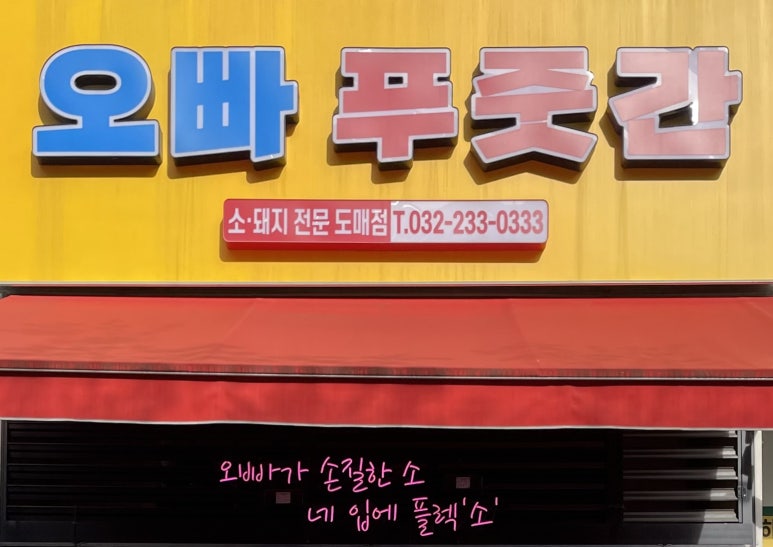 오빠 푸줏간
소·돼지 전문 도매점 T.032-233-0333
오빠가 손질한 소
네 입에 플렉'소'